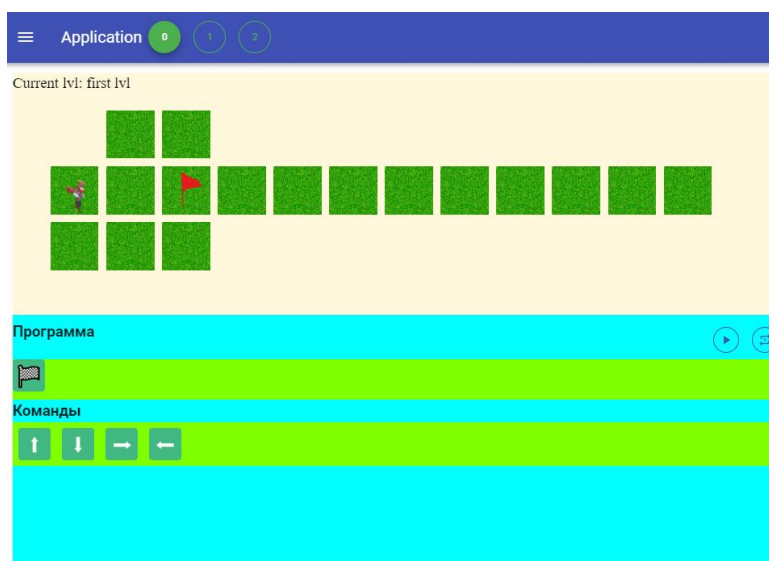 Application 0 1 2
Current lvl: first lvl
Программа
Команды